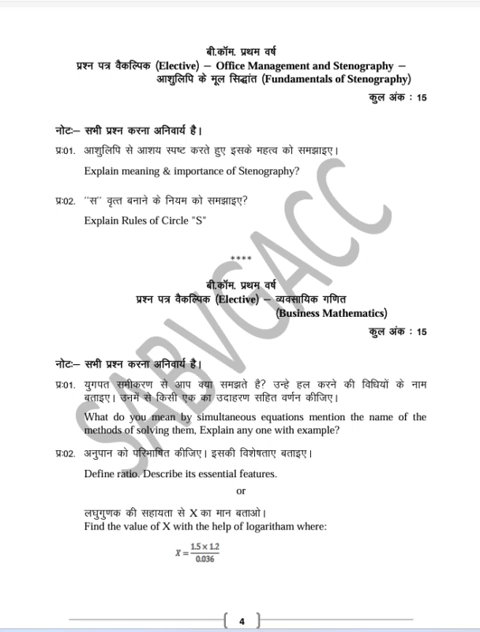 बी.कॉम. प्रथम वर्ष
प्रश्न पत्र वैकल्पिक (Elective) – Office Management and Stenography –
आशुलिपि के मूल सिद्धांत (Fundamentals of Stenography)
कुल अंक : 15
नोटः– सभी प्रश्न करना अनिवार्य है।
प्र:01. आशुलिपि से आशय स्पष्ट करते हुए इसके महत्व को समझाइए।
Explain meaning & importance of Stenography?
प्र:02. "स" वृत्त बनाने के नियम को समझाइए?
Explain Rules of Circle "S"
****
बी.कॉम. प्रथम वर्ष
प्रश्न पत्र वैकल्पिक (Elective) – व्यवसायिक गणित
(Business Mathematics)
कुल अंक : 15
नोटः– सभी प्रश्न करना अनिवार्य है।
प्र:01. युगपत समीकरण से आप क्या समझते है? उन्हे हल करने की विधियों के नाम
बताइए। उनमें से किसी एक का उदाहरण सहित वर्णन कीजिए।
What do you mean by simultaneous equations mention the name of the
methods of solving them, Explain any one with example?
प्र:02. अनुपान को परिभाषित कीजिए। इसकी विशेषताए बताइए।
Define ratio. Describe its essential features.
or
लघुगुणक की सहायता से X का मान बताओ।
Find the value of X with the help of logaritham where:
X = 1.5 × 1.2 / 0.036
4
SABVGACC